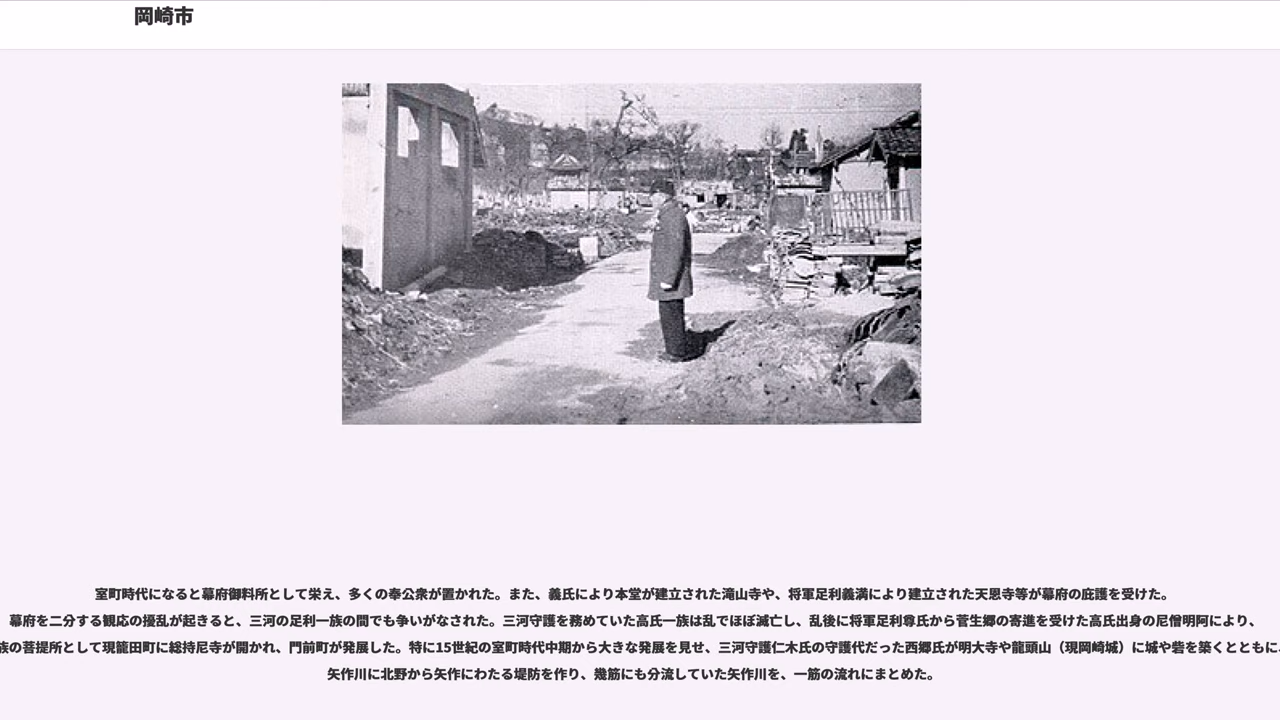 岡崎市
室町時代になると幕府御料所として栄え、多くの奉公衆が置かれた。また、義氏により本堂が建立された滝山寺や、将軍足利義満により建立された天恩寺等が幕府の庇護を受けた。
幕府を二分する観応の擾乱が起きると、三河の足利一族の間でも争いがなされた。三河守護を務めていた高氏一族は乱でほぼ滅亡し、乱後に将軍足利尊氏から菅生郷の寄進を受けた高氏出身の尼僧明阿により、
族の菩提所として現籠田町に総持尼寺が開かれ、門前町が発展した。特に15世紀の室町時代中期から大きな発展を見せ、三河守護仁木氏の守護代だった西郷氏が明大寺や龍頭山（現岡崎城）に城や砦を築くとともに、
矢作川に北野から矢作にわたる堤防を作り、幾筋にも分流していた矢作川を、一筋の流れにまとめた。